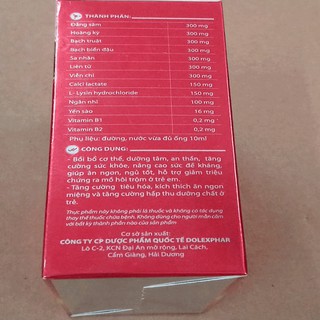 THÀNH PHẦN:
Đảng sâm 300 mg
Hoàng kỳ 300 mg
Bạch truật 300 mg
Bạch biển đậu 300 mg
Sa nhân 300 mg
Liên tử 300 mg
Viễn chí 300 mg
Calci lactate 150 mg
L- Lysin hydrochloride 150 mg
Ngân nhĩ 100 mg
Yến sào 16 mg
Vitamin B1 0,2 mg
Vitamin B2 0,2 mg
Phụ liệu: đường, nước vừa đủ ống 10ml
CÔNG DỤNG:
- Bồi bổ cơ thể, dưỡng tâm, an thần, tăng
cường sức khỏe, nâng cao sức đề kháng,
giúp ăn ngon, ngủ tốt, hỗ trợ giảm triệu
chứng ra mồ hôi trộm ở trẻ em.
- Tăng cường tiêu hóa, kích thích ăn ngon
miệng và tăng cường hấp thu dưỡng chất ở
trẻ.
Thực phẩm này không phải là thuốc và không có tác dụng
thay thế thuốc chữa bệnh. Không dùng cho người mẫn cảm
với bất kỳ thành phần nào của sản phẩm.
Cơ sở sản xuất:
CÔNG TY CP DƯỢC PHẨM QUỐC TẾ DOLEXPHAR
Lô C-2, KCN Đại An mở rộng, Lai Cách,
Cẩm Giàng, Hải Dương